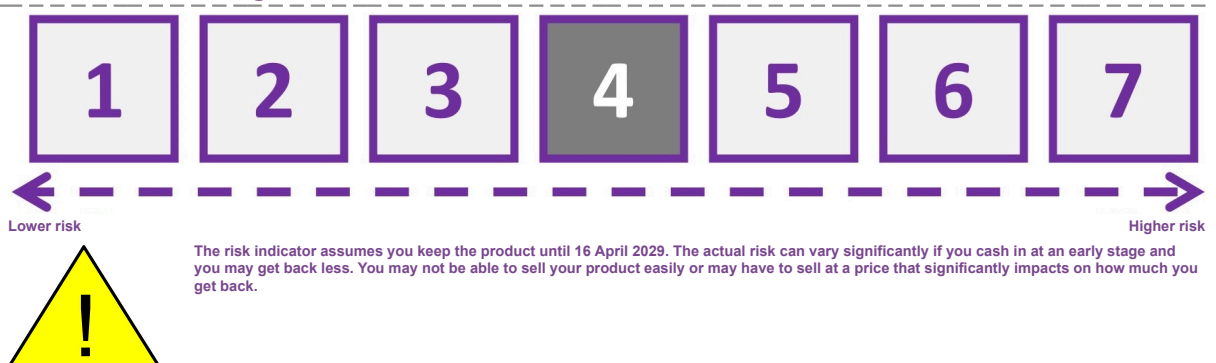 1 2 3 4 5 6 7
Lower risk Higher risk
The risk indicator assumes you keep the product until 16 April 2029. The actual risk can vary significantly if you cash in at an early stage and
you may get back less. You may not be able to sell your product easily or may have to sell at a price that significantly impacts on how much you
get back.
!